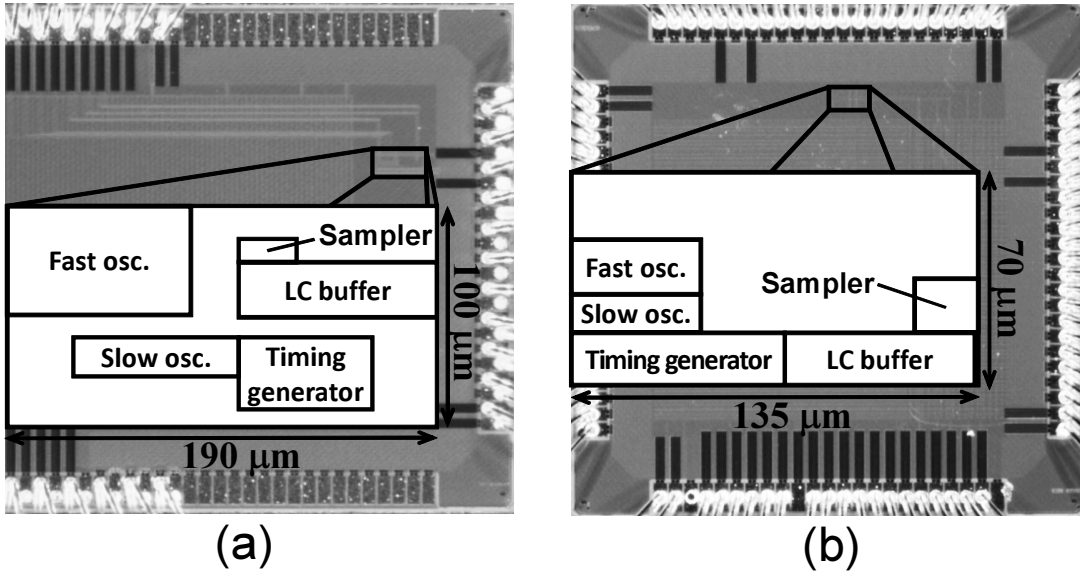 Fast osc.
Sampler
LC buffer
Slow osc.
Timing
generator
100 μm
190 μm
(a)
Fast osc.
Slow osc.
Sampler
Timing generator
LC buffer
70 μm
135 μm
(b)